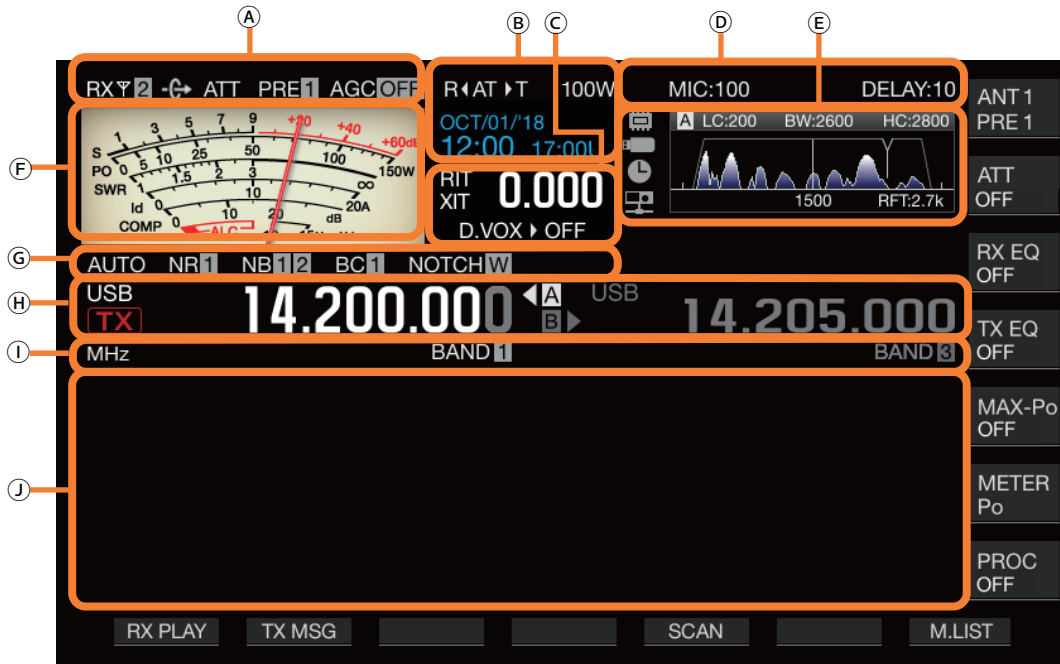 Ⓐ Ⓑ Ⓒ Ⓓ Ⓔ
RX 2 ATT PRE 1 AGC OFF
R◀AT▶T 100W
MIC:100 DELAY:10
ANT 1
PRE 1
OCT/01/'18
12:00 17:00U
A LC:200 BW:2600 HC:2800
1500 RFT:2.7k
Ⓕ
S 1 3 5 7 9 +20 +40 +60dB
PO 0 5 10 25 50 100 150W
SWR 1 1.5 2 3 ∞
Id 0 10 20A
COMP 0 10 20 dB
ALC
RIT
XIT
0.000
D.VOX ▶ OFF
ATT
OFF
Ⓖ
AUTO NR 1 NB 1 2 BC 1 NOTCH W
RX EQ
OFF
Ⓗ
USB 14.200.000 ◀A USB 14.205.000
TX B▶
TX EQ
OFF
Ⓘ
MHz BAND 1 BAND 3
Ⓙ
MAX-Po
OFF
METER
Po
PROC
OFF
RX PLAY TX MSG SCAN M.LIST